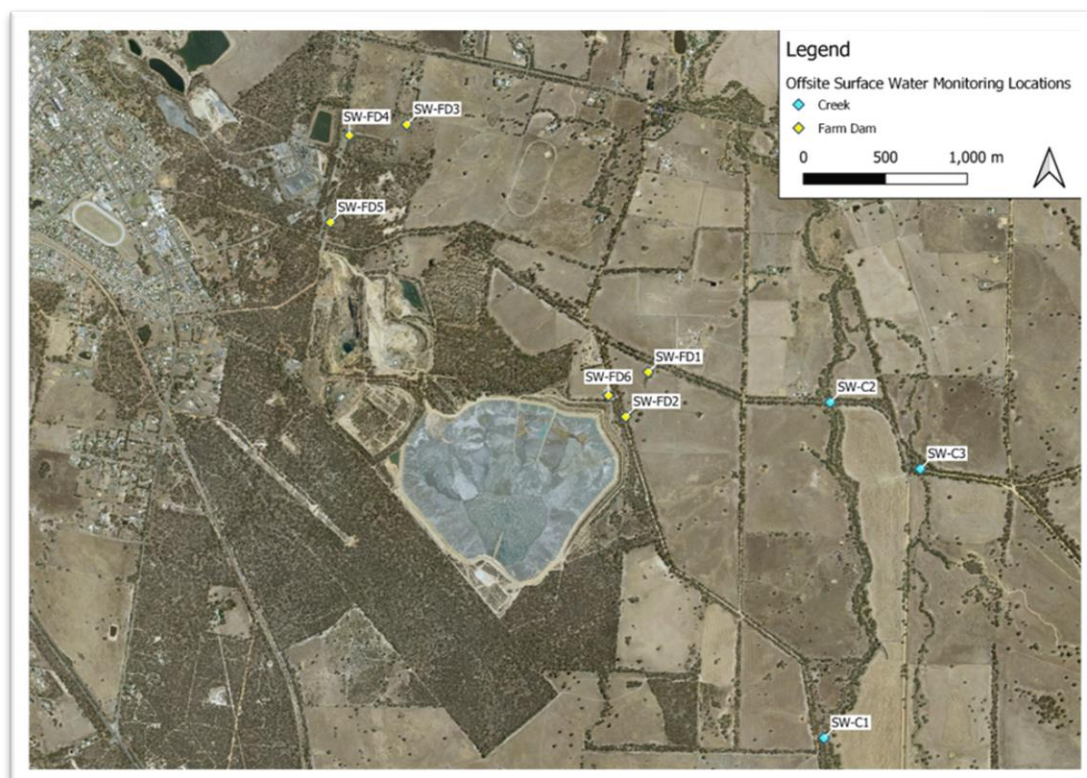 Legend
Offsite Surface Water Monitoring Locations
Creek
Farm Dam
0 500 1,000 m
SW-FD4
SW-FD3
SW-FD5
SW-FD1
SW-FD6
SW-FD2
SW-C2
SW-C3
SW-C1